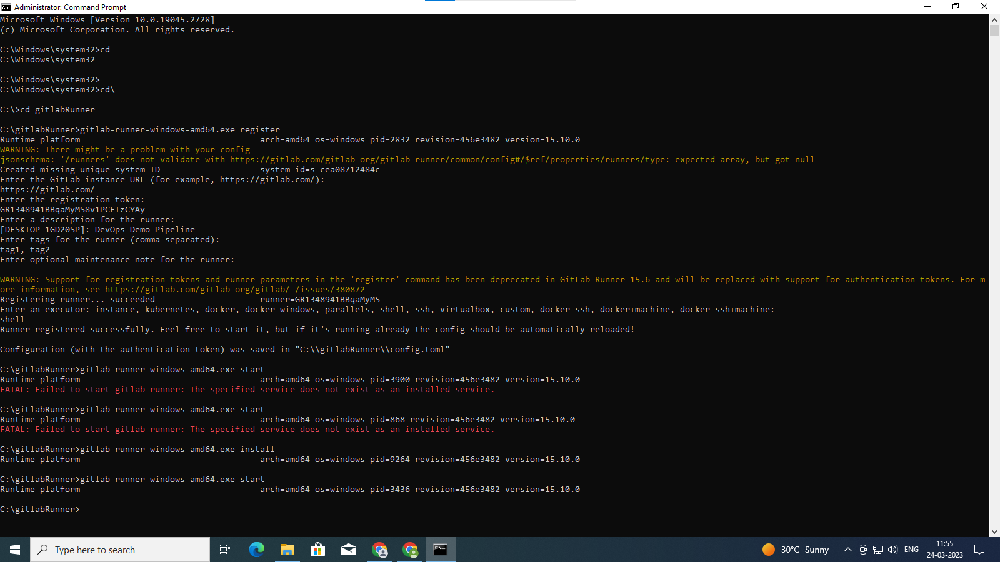 Administrator: Command Prompt
Microsoft Windows [Version 10.0.19045.2728]
(c) Microsoft Corporation. All rights reserved.
C:\Windows\system32>cd
C:\Windows\system32
C:\Windows\system32>
C:\Windows\system32>cd\
C:\>cd gitlabRunner
C:\gitlabRunner>gitlab-runner-windows-amd64.exe register
Runtime platform arch=amd64 os=windows pid=2832 revision=456e3482 version=15.10.0
WARNING: There might be a problem with your config
jsonschema: '/runners' does not validate with https://gitlab.com/gitlab-org/gitlab-runner/common/config#/$ref/properties/runners/type: expected array, but got null
Created missing unique system ID system_id=s_cea08712484c
Enter the GitLab instance URL (for example, https://gitlab.com/):
https://gitlab.com/
Enter the registration token:
GR1348941BBqaMyMS8v1PCETzCYAy
Enter a description for the runner:
[DESKTOP-1GD20SP]: DevOps Demo Pipeline
Enter tags for the runner (comma-separated):
tag1, tag2
Enter optional maintenance note for the runner:
WARNING: Support for registration tokens and runner parameters in the 'register' command has been deprecated in GitLab Runner 15.6 and will be replaced with support for authentication tokens. For m
ore information, see https://gitlab.com/gitlab-org/gitlab/-/issues/380872
Registering runner... succeeded runner=GR1348941BBqaMyMS
Enter an executor: instance, kubernetes, docker, docker-windows, parallels, shell, ssh, virtualbox, custom, docker-ssh, docker+machine, docker-ssh+machine:
shell
Runner registered successfully. Feel free to start it, but if it's running already the config should be automatically reloaded!
Configuration (with the authentication token) was saved in "C:\\gitlabRunner\\config.toml"
C:\gitlabRunner>gitlab-runner-windows-amd64.exe start
Runtime platform arch=amd64 os=windows pid=3900 revision=456e3482 version=15.10.0
FATAL: Failed to start gitlab-runner: The specified service does not exist as an installed service.
C:\gitlabRunner>gitlab-runner-windows-amd64.exe start
Runtime platform arch=amd64 os=windows pid=868 revision=456e3482 version=15.10.0
FATAL: Failed to start gitlab-runner: The specified service does not exist as an installed service.
C:\gitlabRunner>gitlab-runner-windows-amd64.exe install
Runtime platform arch=amd64 os=windows pid=9264 revision=456e3482 version=15.10.0
C:\gitlabRunner>gitlab-runner-windows-amd64.exe start
Runtime platform arch=amd64 os=windows pid=3436 revision=456e3482 version=15.10.0
C:\gitlabRunner>
Type here to search
30°C Sunny
ENG
11:55
24-03-2023